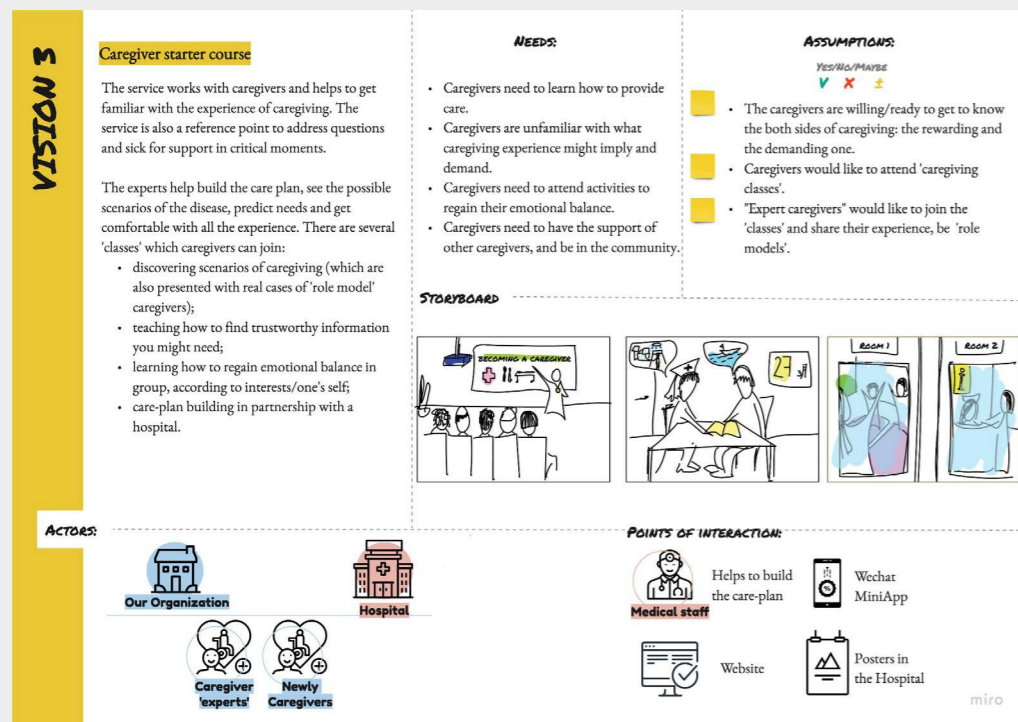 VISION 3
Caregiver starter course
The service works with caregivers and helps to get
familiar with the experience of caregiving. The
service is also a reference point to address questions
and sick for support in critical moments.
The experts help build the care plan, see the possible
scenarios of the disease, predict needs and get
comfortable with all the experience. There are several
'classes' which caregivers can join:
• discovering scenarios of caregiving (which are
also presented with real cases of 'role model'
caregivers);
• teaching how to find trustworthy information
you might need;
• learning how to regain emotional balance in
group, according to interests/one's self;
• care-plan building in partnership with a
hospital.
NEEDS:
• Caregivers need to learn how to provide
care.
• Caregivers are unfamiliar with what
caregiving experience might imply and
demand.
• Caregivers need to attend activities to
regain their emotional balance.
• Caregivers need to have the support of
other caregivers, and be in the community.
ASSUMPTIONS:
YES/NO/MAYBE
V X ±
• The caregivers are willing/ready to get to know
the both sides of caregiving: the rewarding and
the demanding one.
• Caregivers would like to attend 'caregiving
classes'.
• "Expert caregivers" would like to join the
'classes' and share their experience, be 'role
models'.
STORYBOARD
BECOMING A CAREGIVER
27
ROOM 1
ROOM 2
ACTORS:
Our Organization
Hospital
Caregiver
'experts'
Newly
Caregivers
POINTS OF INTERACTION:
Medical staff
Helps to build
the care-plan
Wechat
MiniApp
Website
Posters in
the Hospital
miro